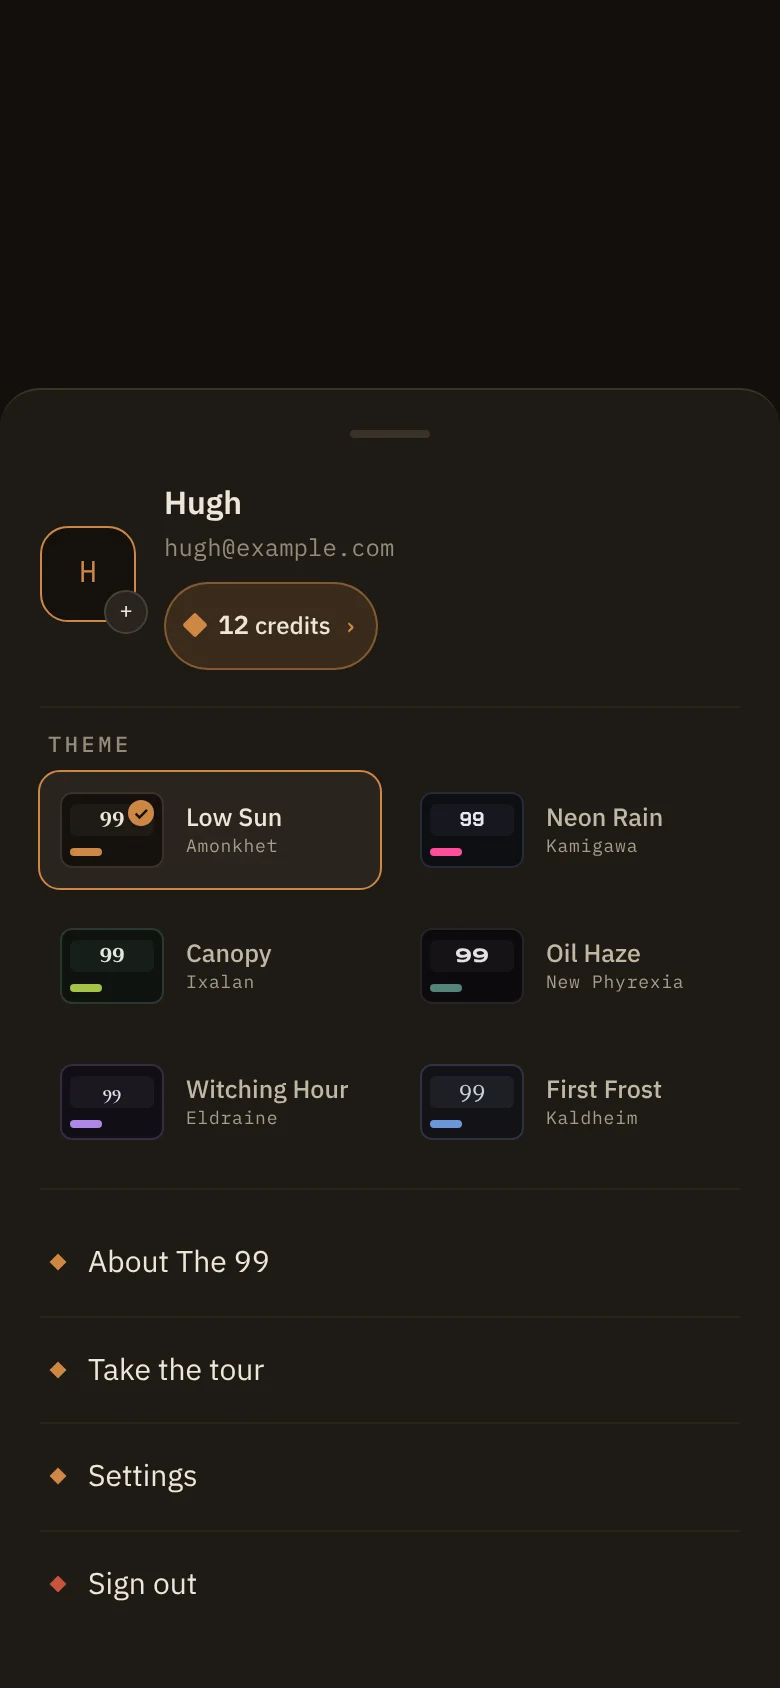 Hugh
hugh@example.com
H
+
12 credits ›
THEME
99
Low Sun
Amonkhet
99
Neon Rain
Kamigawa
99
Canopy
Ixalan
99
Oil Haze
New Phyrexia
99
Witching Hour
Eldraine
99
First Frost
Kaldheim
About The 99
Take the tour
Settings
Sign out